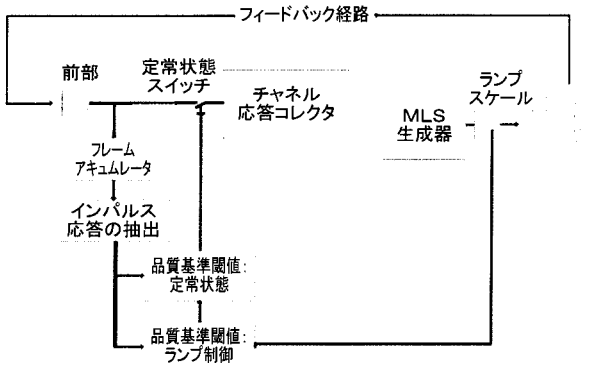 フィードバック経路
前部
定常状態
スイッチ
チャネル
応答コレクタ
MLS
生成器
ランプ
スケール
フレーム
アキュムレータ
インパルス
応答の抽出
品質基準閾値:
定常状態
品質基準閾値:
ランプ制御